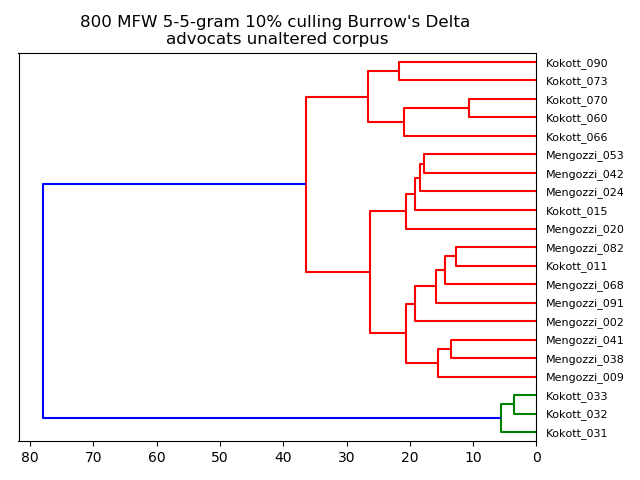 800 MFW 5-5-gram 10% culling Burrow's Delta
advocats unaltered corpus
Kokott_090
Kokott_073
Kokott_070
Kokott_060
Kokott_066
Mengozzi_053
Mengozzi_042
Mengozzi_024
Kokott_015
Mengozzi_020
Mengozzi_082
Kokott_011
Mengozzi_068
Mengozzi_091
Mengozzi_002
Mengozzi_041
Mengozzi_038
Mengozzi_009
Kokott_033
Kokott_032
Kokott_031
80 70 60 50 40 30 20 10 0